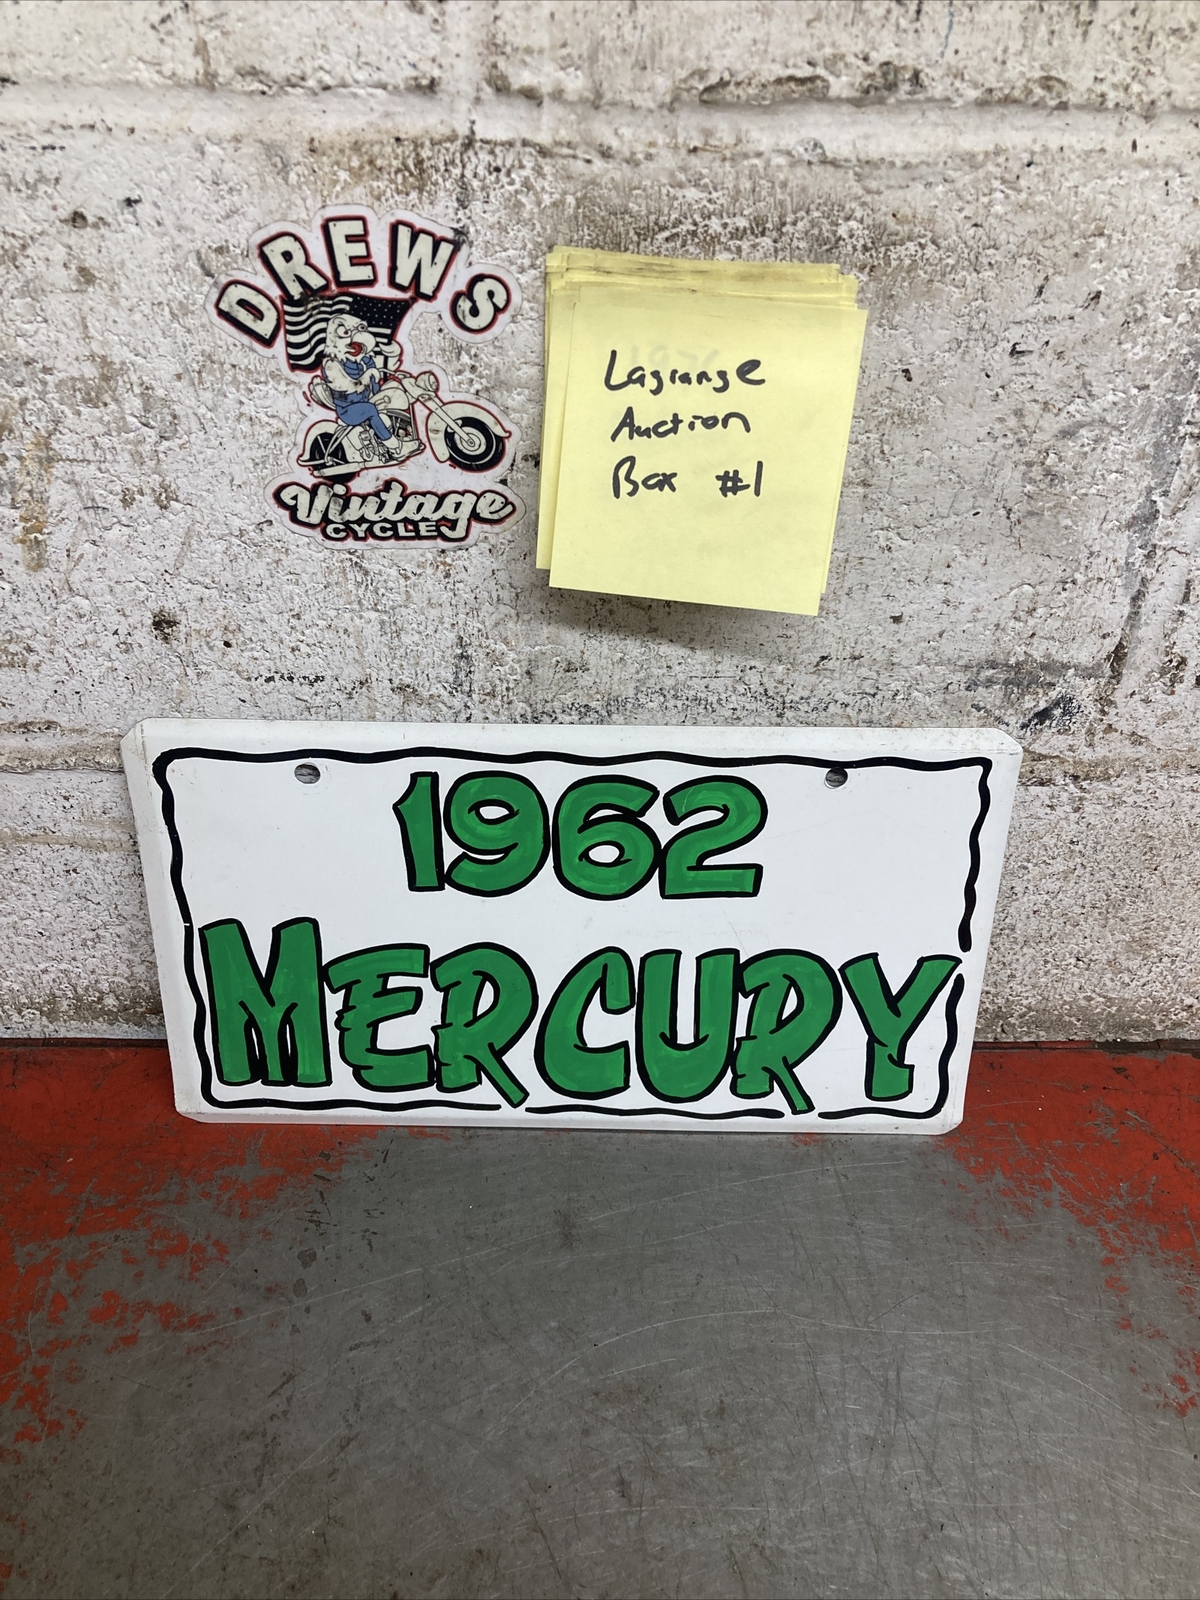 DREWS
Vintage
CYCLE
Lagrange
Auction
Box #1
1962
MERCURY